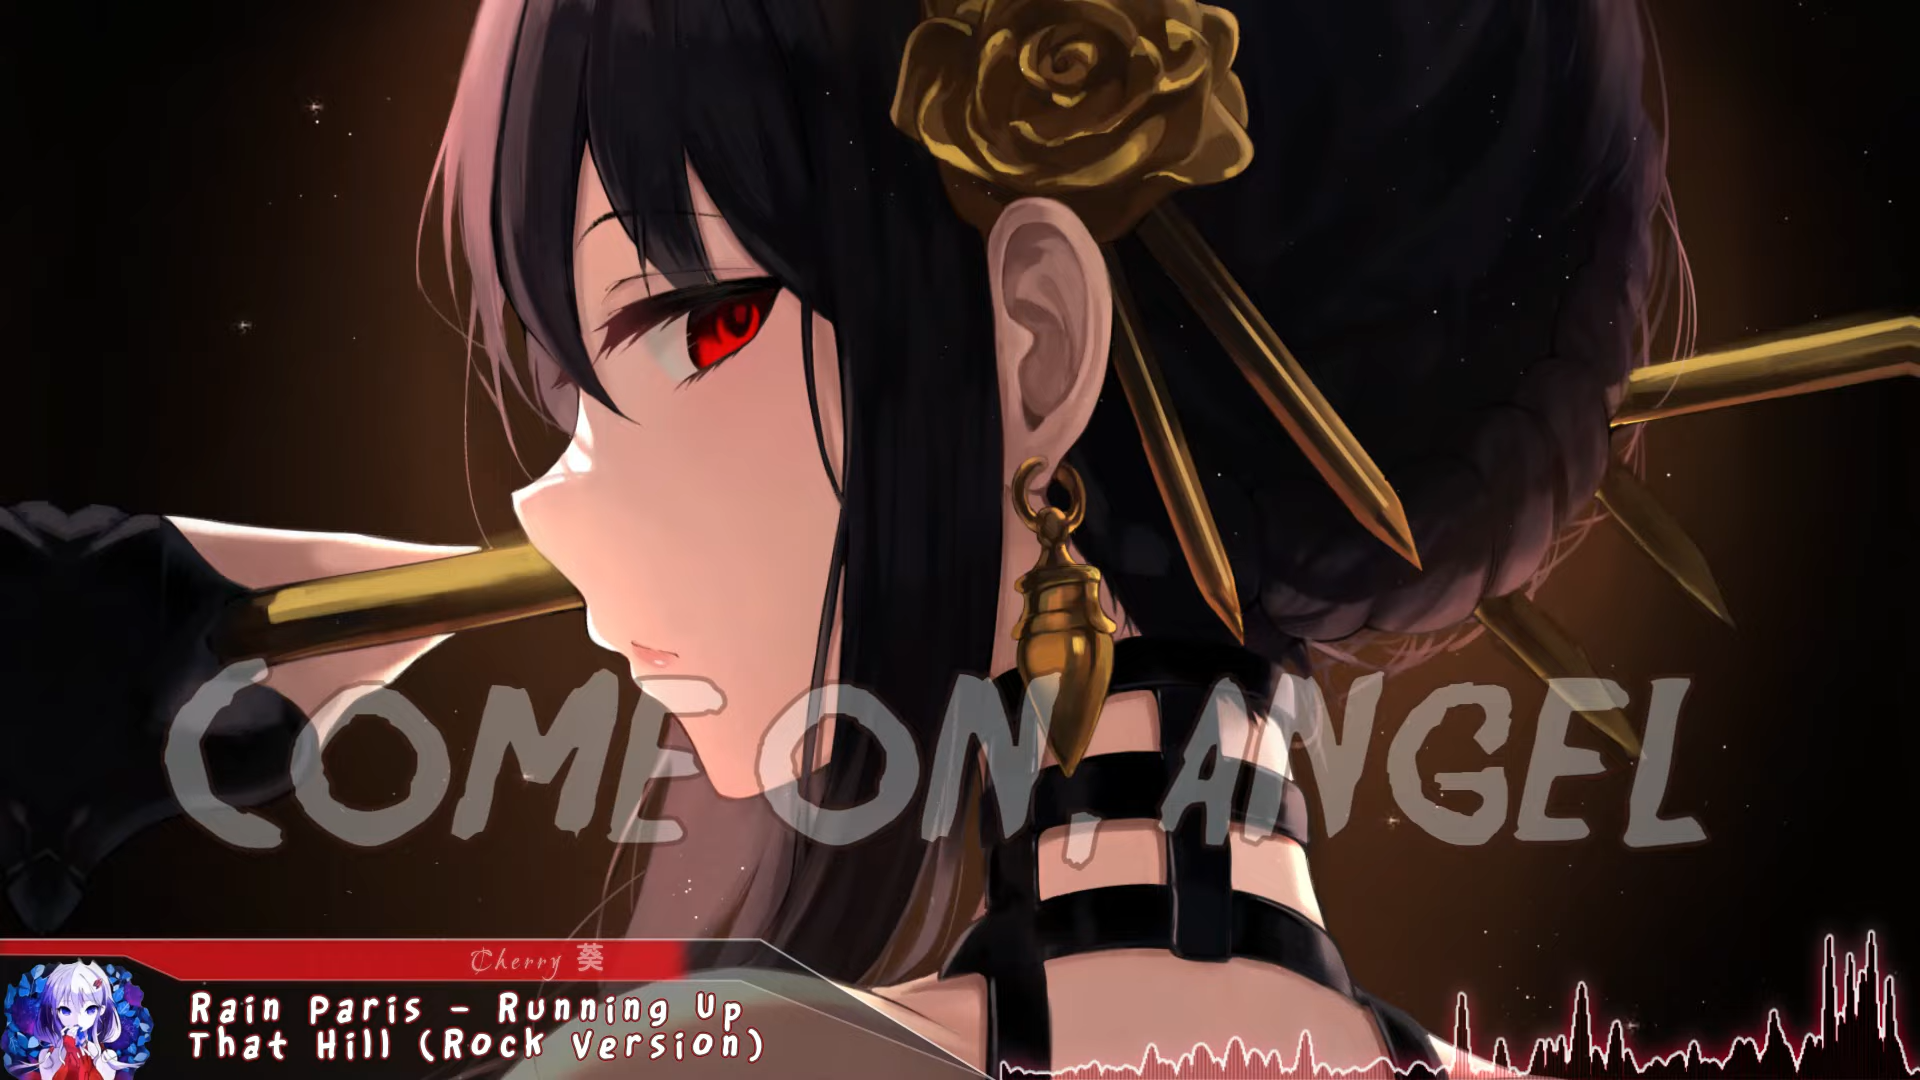 COME ON, ANGEL
Cherry 葵
Rain Paris - Running Up
That Hill (Rock Version)